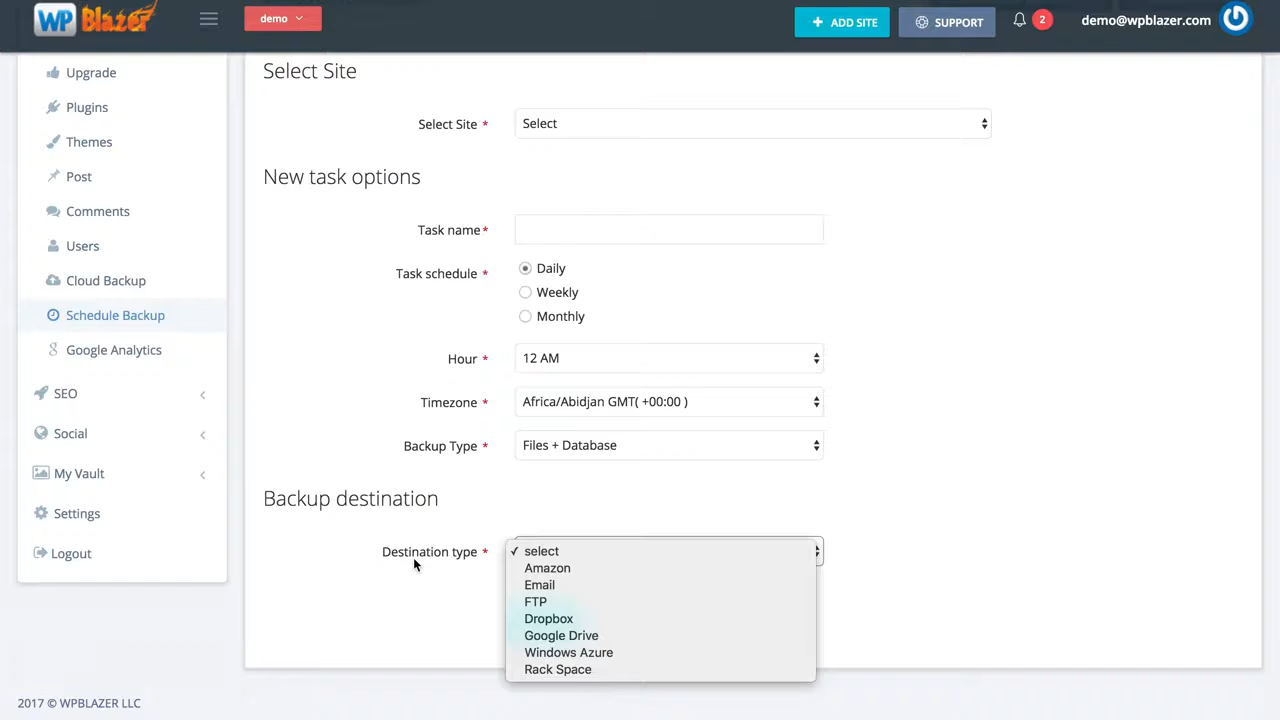 WP Blazer
demo
ADD SITE
SUPPORT
2
demo@wpblazer.com
Upgrade
Plugins
Themes
Post
Comments
Users
Cloud Backup
Schedule Backup
Google Analytics
SEO
Social
My Vault
Settings
Logout
Select Site
Select Site * Select
New task options
Task name*
Task schedule * Daily
Weekly
Monthly
Hour * 12 AM
Timezone * Africa/Abidjan GMT( +00:00 )
Backup Type * Files + Database
Backup destination
Destination type * ✓ select
Amazon
Email
FTP
Dropbox
Google Drive
Windows Azure
Rack Space
2017 © WPBLAZER LLC